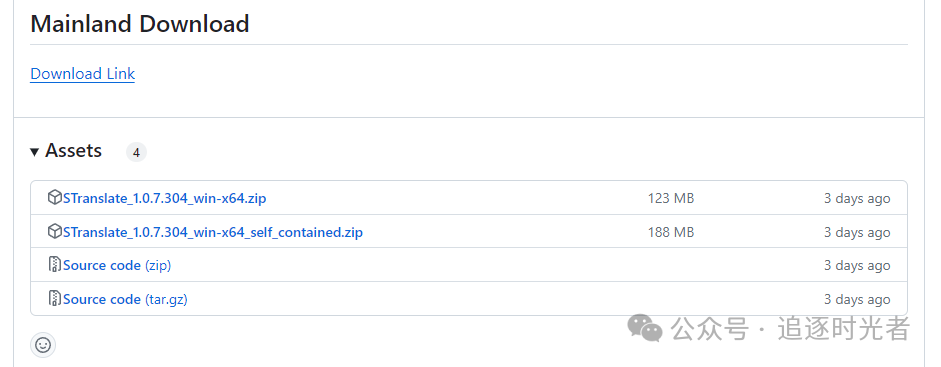 Mainland Download
Download Link
Assets 4
STranslate_1.0.7.304_win-x64.zip 123 MB 3 days ago
STranslate_1.0.7.304_win-x64_self_contained.zip 188 MB 3 days ago
Source code (zip) 3 days ago
Source code (tar.gz) 3 days ago
公众号 · 追逐时光者